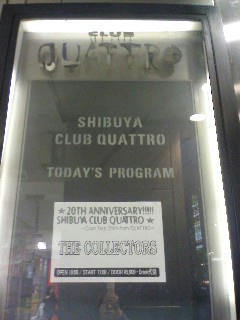 CLUB
QUATTRO
SHIBUYA
CLUB QUATTRO
TODAY'S PROGRAM
★20TH ANNIVERSARY!!!!!
SHIBUYA CLUB QUATTRO★
THE COLLECTORS